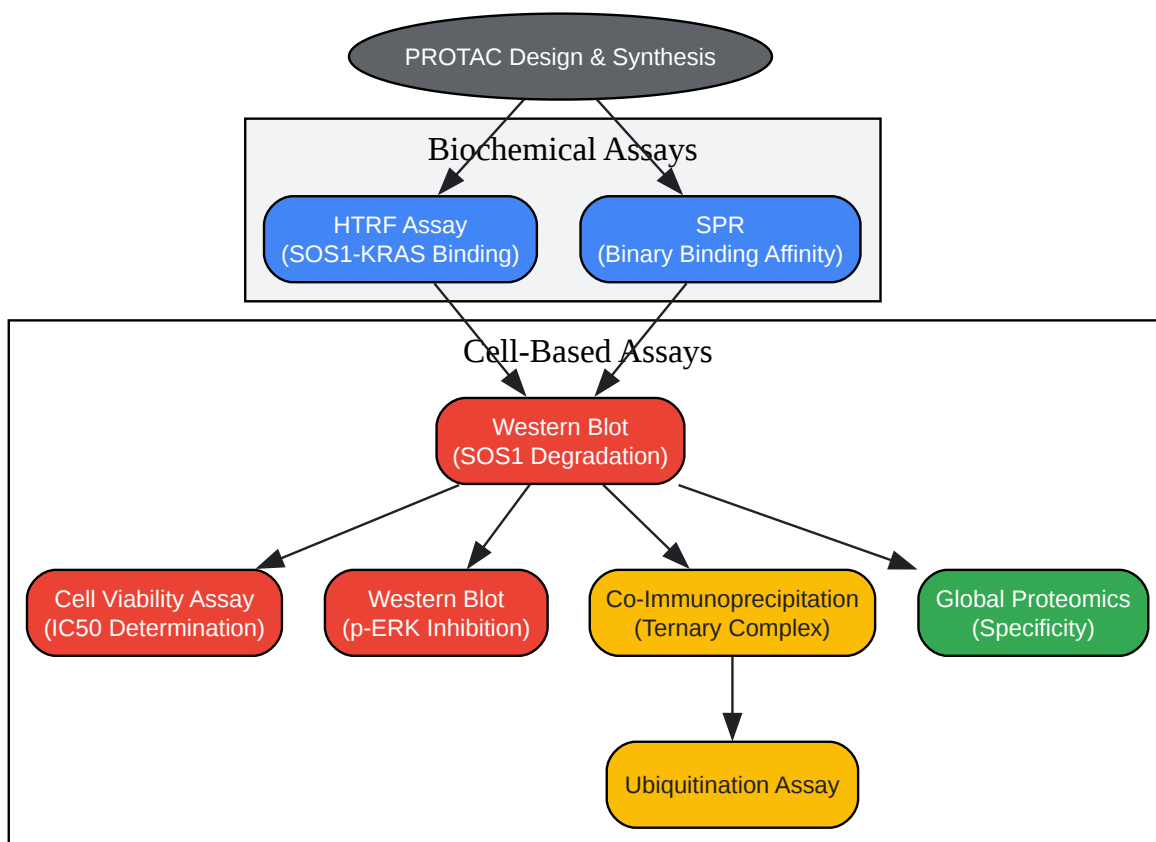 PROTAC Design & Synthesis
Biochemical Assays
HTRF Assay
(SOS1-KRAS Binding)
SPR
(Binary Binding Affinity)
Cell-Based Assays
Western Blot
(SOS1 Degradation)
Cell Viability Assay
(IC50 Determination)
Western Blot
(p-ERK Inhibition)
Co-Immunoprecipitation
(Ternary Complex)
Global Proteomics
(Specificity)
Ubiquitination Assay